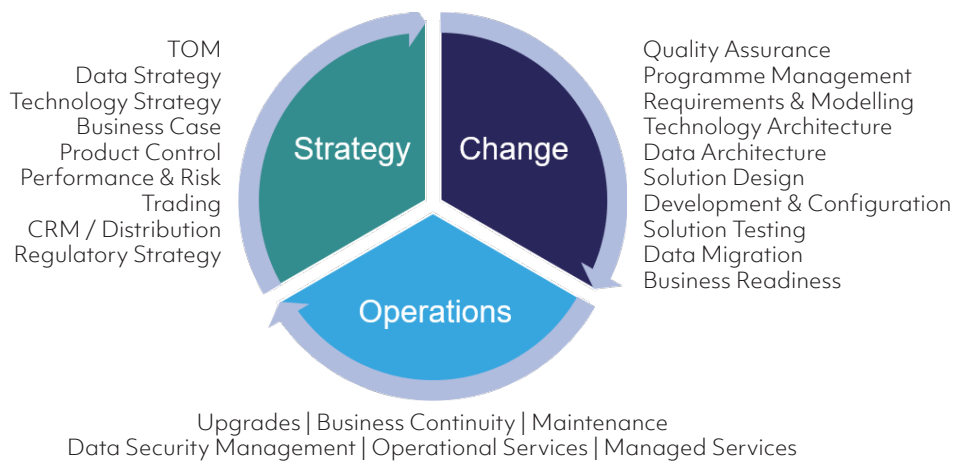 TOM
Data Strategy
Technology Strategy
Business Case
Product Control
Performance & Risk
Trading
CRM / Distribution
Regulatory Strategy
Strategy
Change
Operations
Quality Assurance
Programme Management
Requirements & Modelling
Technology Architecture
Data Architecture
Solution Design
Development & Configuration
Solution Testing
Data Migration
Business Readiness
Upgrades | Business Continuity | Maintenance
Data Security Management | Operational Services | Managed Services